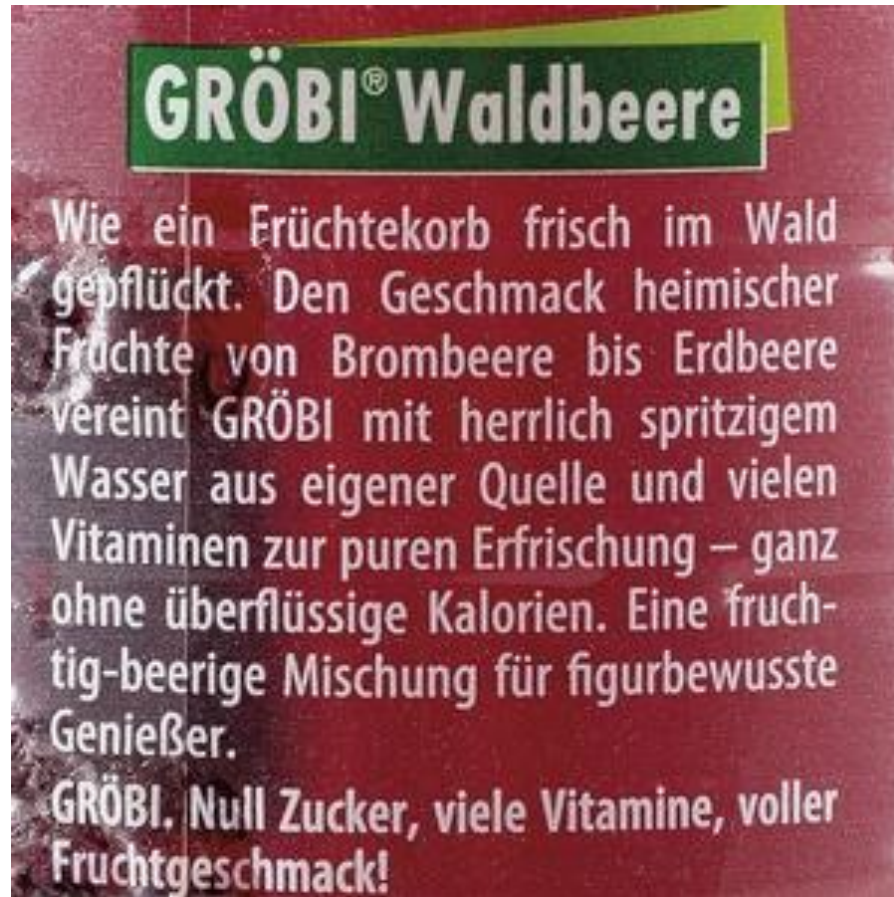 GRÖBI® Waldbeere
Wie ein Früchtekorb frisch im Wald
gepflückt. Den Geschmack heimischer
Früchte von Brombeere bis Erdbeere
vereint GRÖBI mit herrlich spritzigem
Wasser aus eigener Quelle und vielen
Vitaminen zur puren Erfrischung – ganz
ohne überflüssige Kalorien. Eine fruch-
tig-beerige Mischung für figurbewusste
Genießer.
GRÖBI. Null Zucker, viele Vitamine, voller
Fruchtgeschmack!